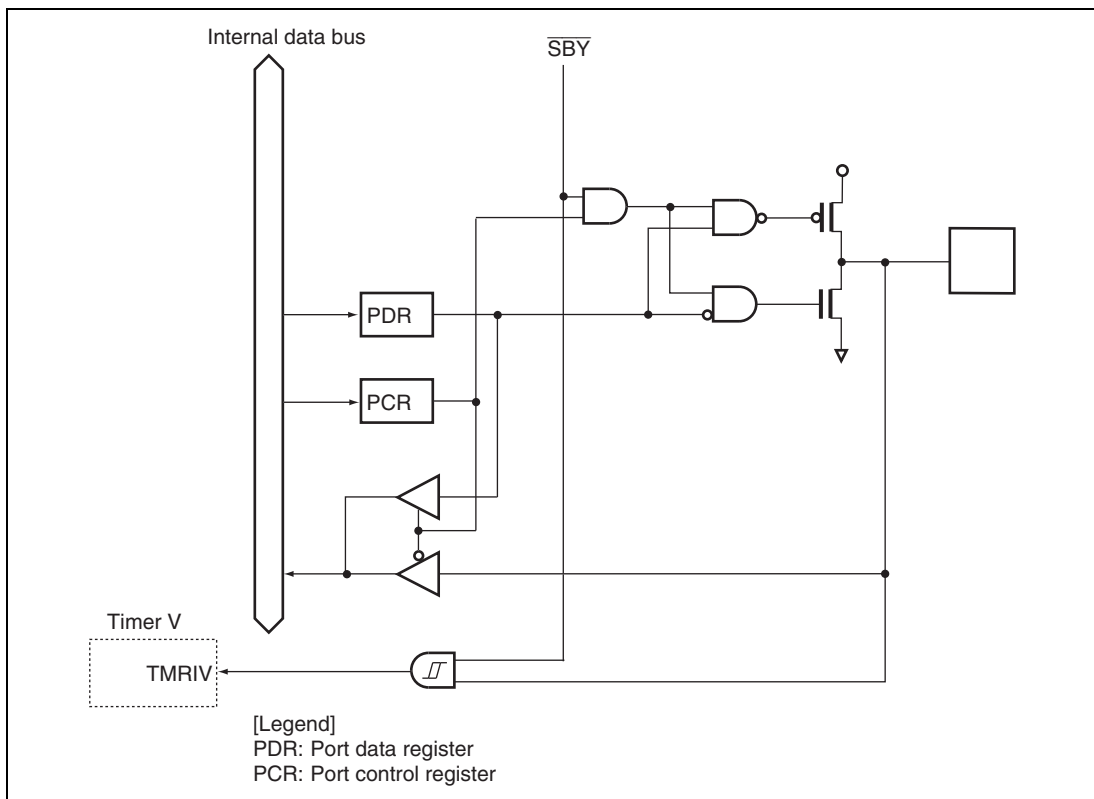 Internal data bus
SBY
PDR
PCR
Timer V
TMRIV
[Legend]
PDR: Port data register
PCR: Port control register